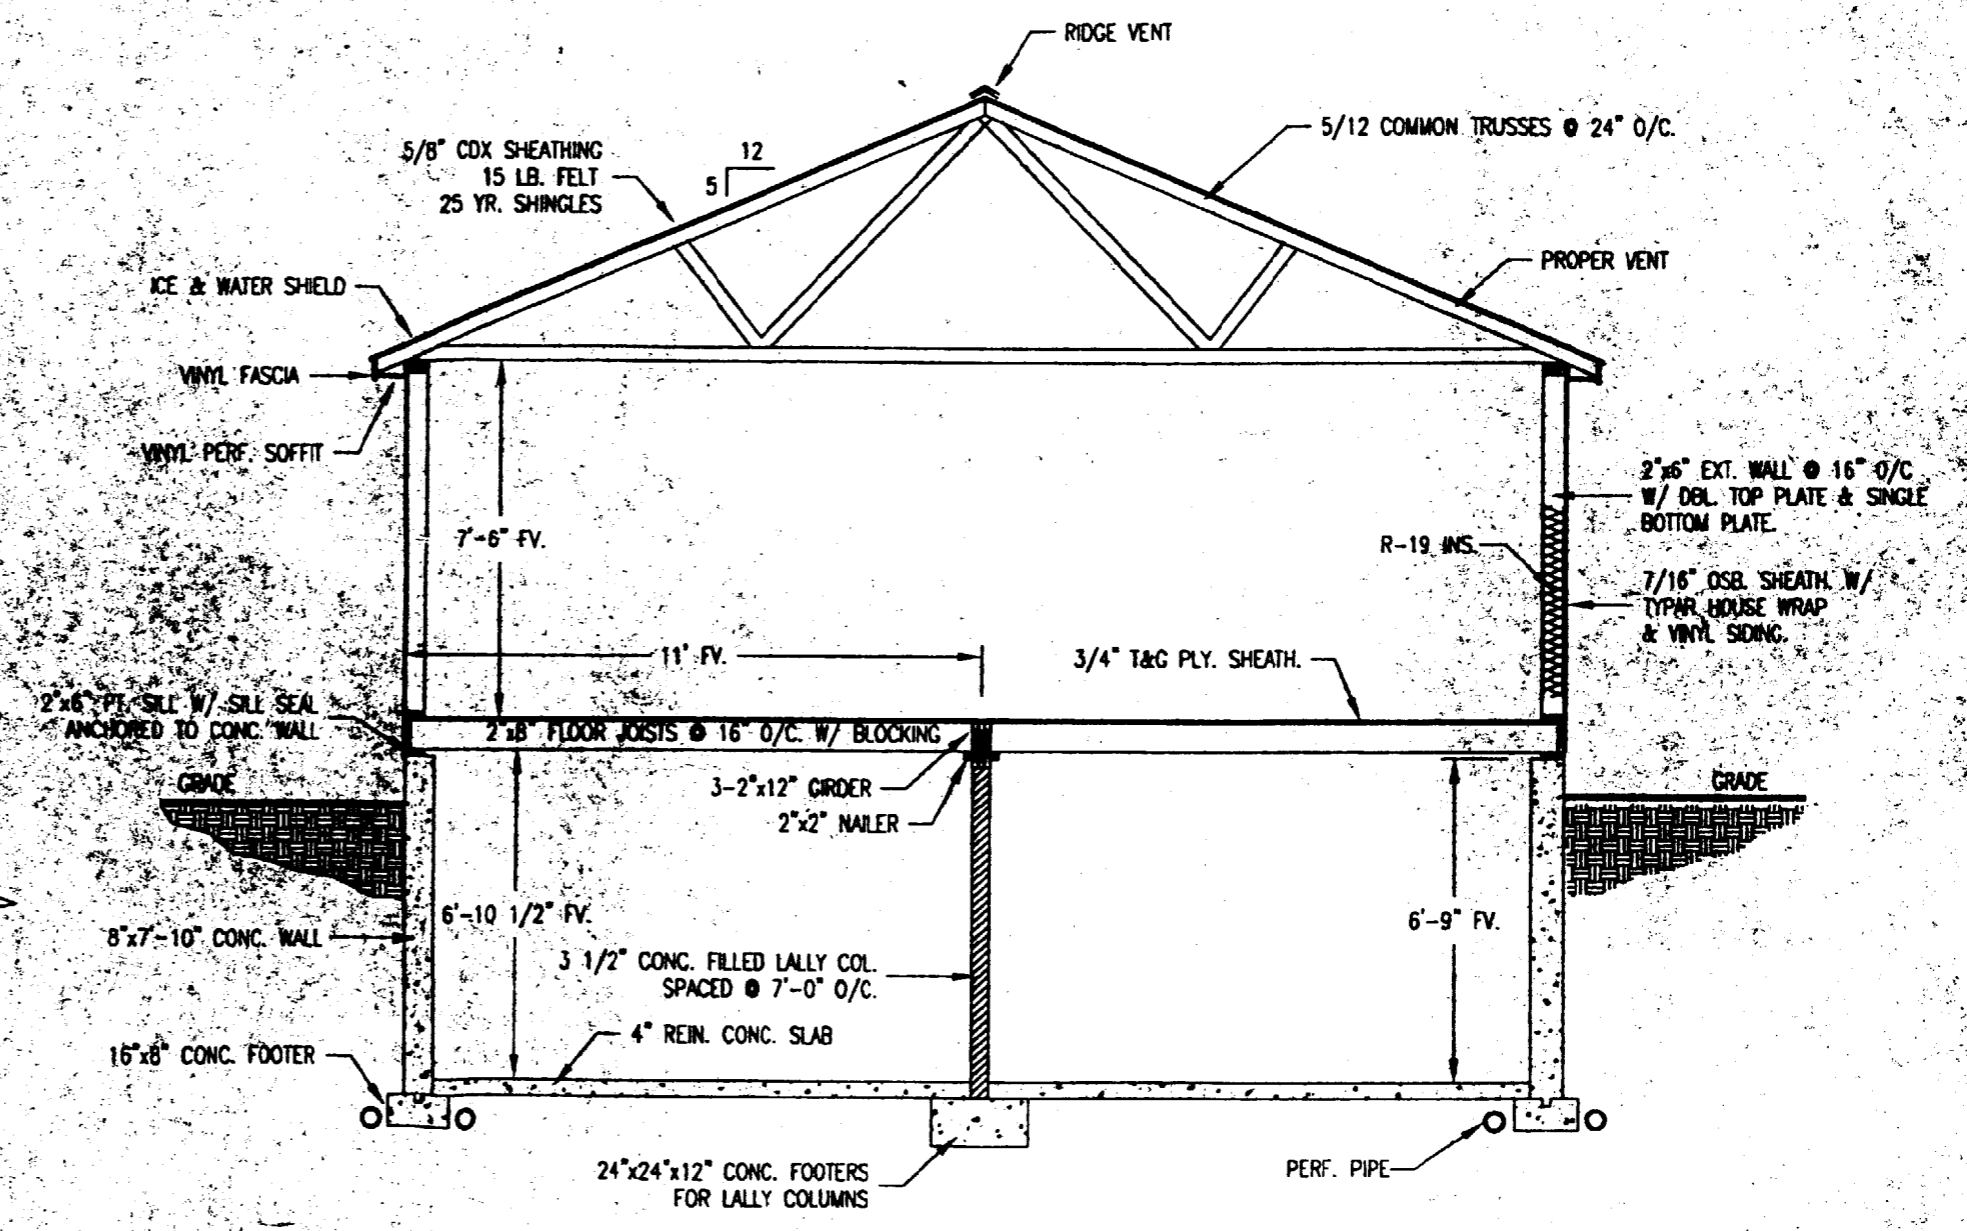 RIDGE VENT
5/12 COMMON TRUSSES @ 24" O/C.
5/8" CDX SHEATHING
15 LB. FELT
25 YR. SHINGLES
12
5
PROPER VENT
ICE & WATER SHIELD
VINYL FASCIA
VINYL PERF. SOFFIT
2"x6" EXT. WALL @ 16" O/C
W/ DBL. TOP PLATE & SINGLE
BOTTOM PLATE.
7'-6" FV.
R-19 INS.
7/16" OSB. SHEATH. W/
TYPAR HOUSE WRAP
& VINYL SIDING.
11' FV.
3/4" T&G PLY. SHEATH.
2"x6" PT. SILL W/ SILL SEAL
ANCHORED TO CONC. WALL
2"x8" FLOOR JOISTS @ 16" O/C. W/ BLOCKING
GRADE
3-2"x12" GIRDER
2"x2" NAILER
GRADE
6'-10 1/2" FV.
6'-9" FV.
8"x7'-10" CONC. WALL
3 1/2" CONC. FILLED LALLY COL.
SPACED @ 7'-0" O/C.
4" REIN. CONC. SLAB
16"x8" CONC. FOOTER
24"x24"x12" CONC. FOOTERS
FOR LALLY COLUMNS
PERF. PIPE